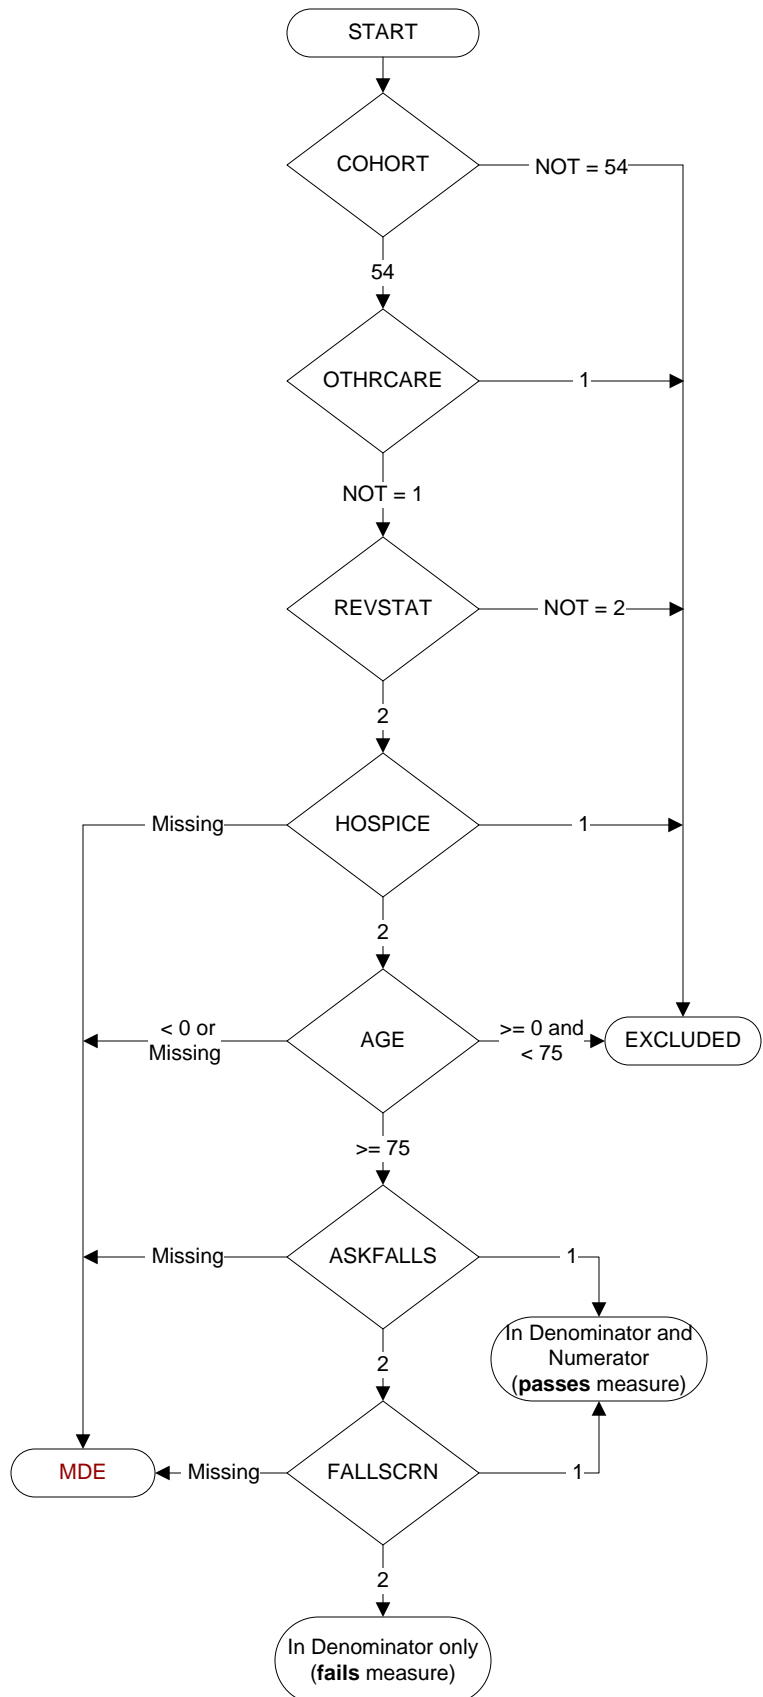 START
COHORT
NOT = 54
54
OTHRCARE
1
NOT = 1
REVSTAT
NOT = 2
2
Missing
HOSPICE
1
2
< 0 or
Missing
AGE
>= 0 and
< 75
EXCLUDED
>= 75
Missing
ASKFALLS
1
In Denominator and
Numerator
(passes measure)
2
MDE
Missing
FALLSCRN
1
2
In Denominator only
(fails measure)